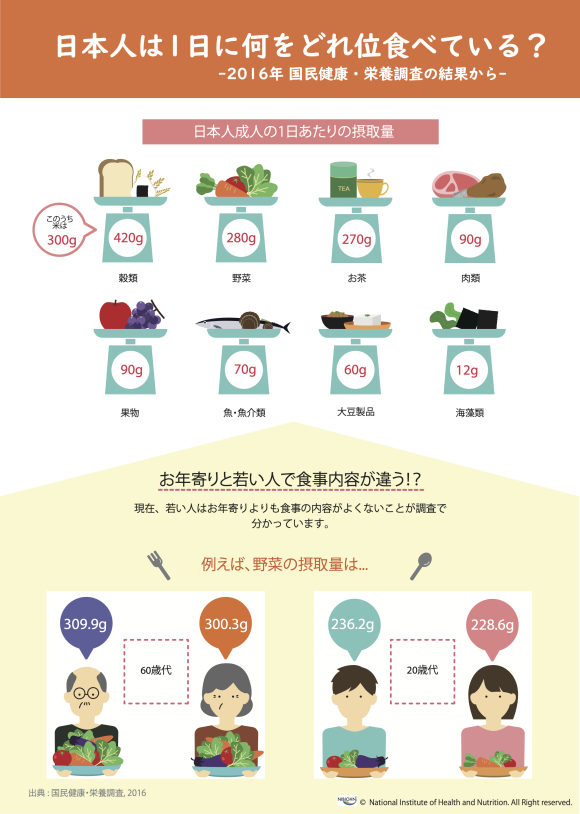 日本人は1日に何をどれ位食べている？
-2016年 国民健康・栄養調査の結果から-
日本人成人の1日あたりの摂取量
このうち
米は
300g
TEA
420g
280g
270g
90g
穀類
野菜
お茶
肉類
90g
70g
60g
12g
果物
魚・魚介類
大豆製品
海藻類
お年寄りと若い人で食事内容が違う!?
現在、若い人はお年寄りよりも食事の内容がよくないことが調査で
分かっています。
例えば、野菜の摂取量は...
309.9g
300.3g
236.2g
228.6g
60歳代
20歳代
出典：国民健康・栄養調査, 2016
© National Institute of Health and Nutrition. All Right reserved.